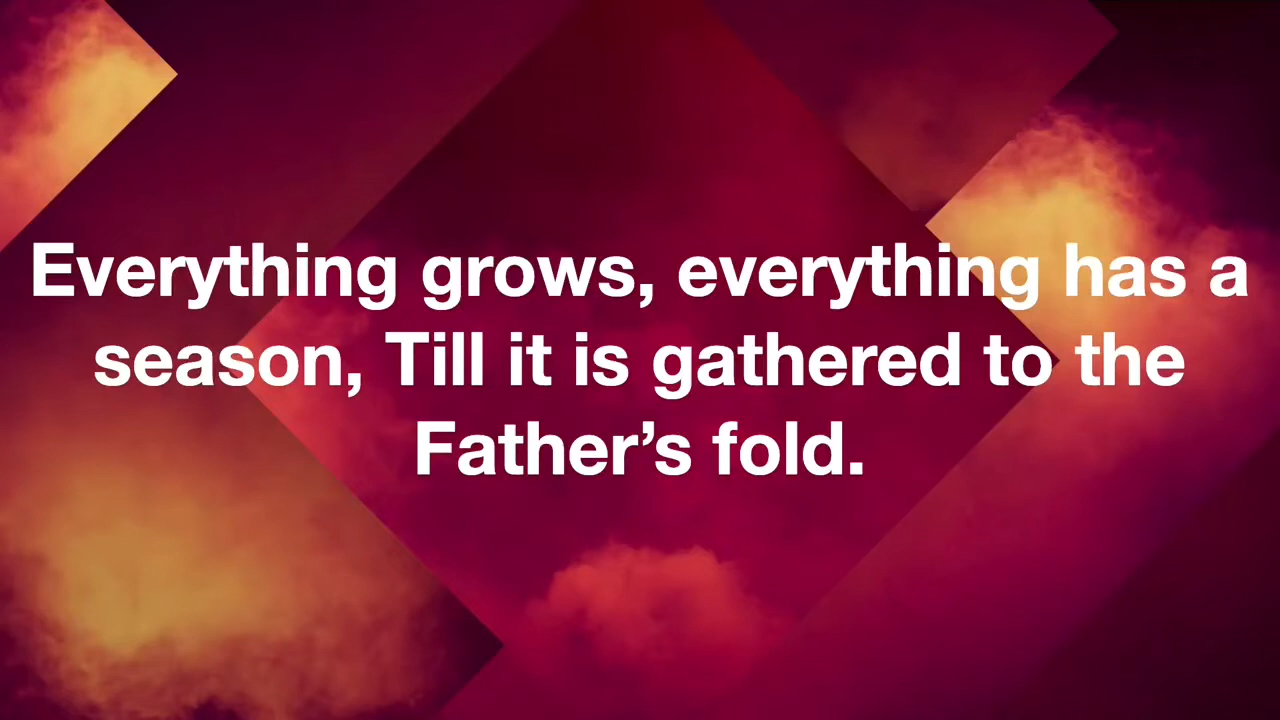 Everything grows, everything has a
season, Till it is gathered to the
Father’s fold.